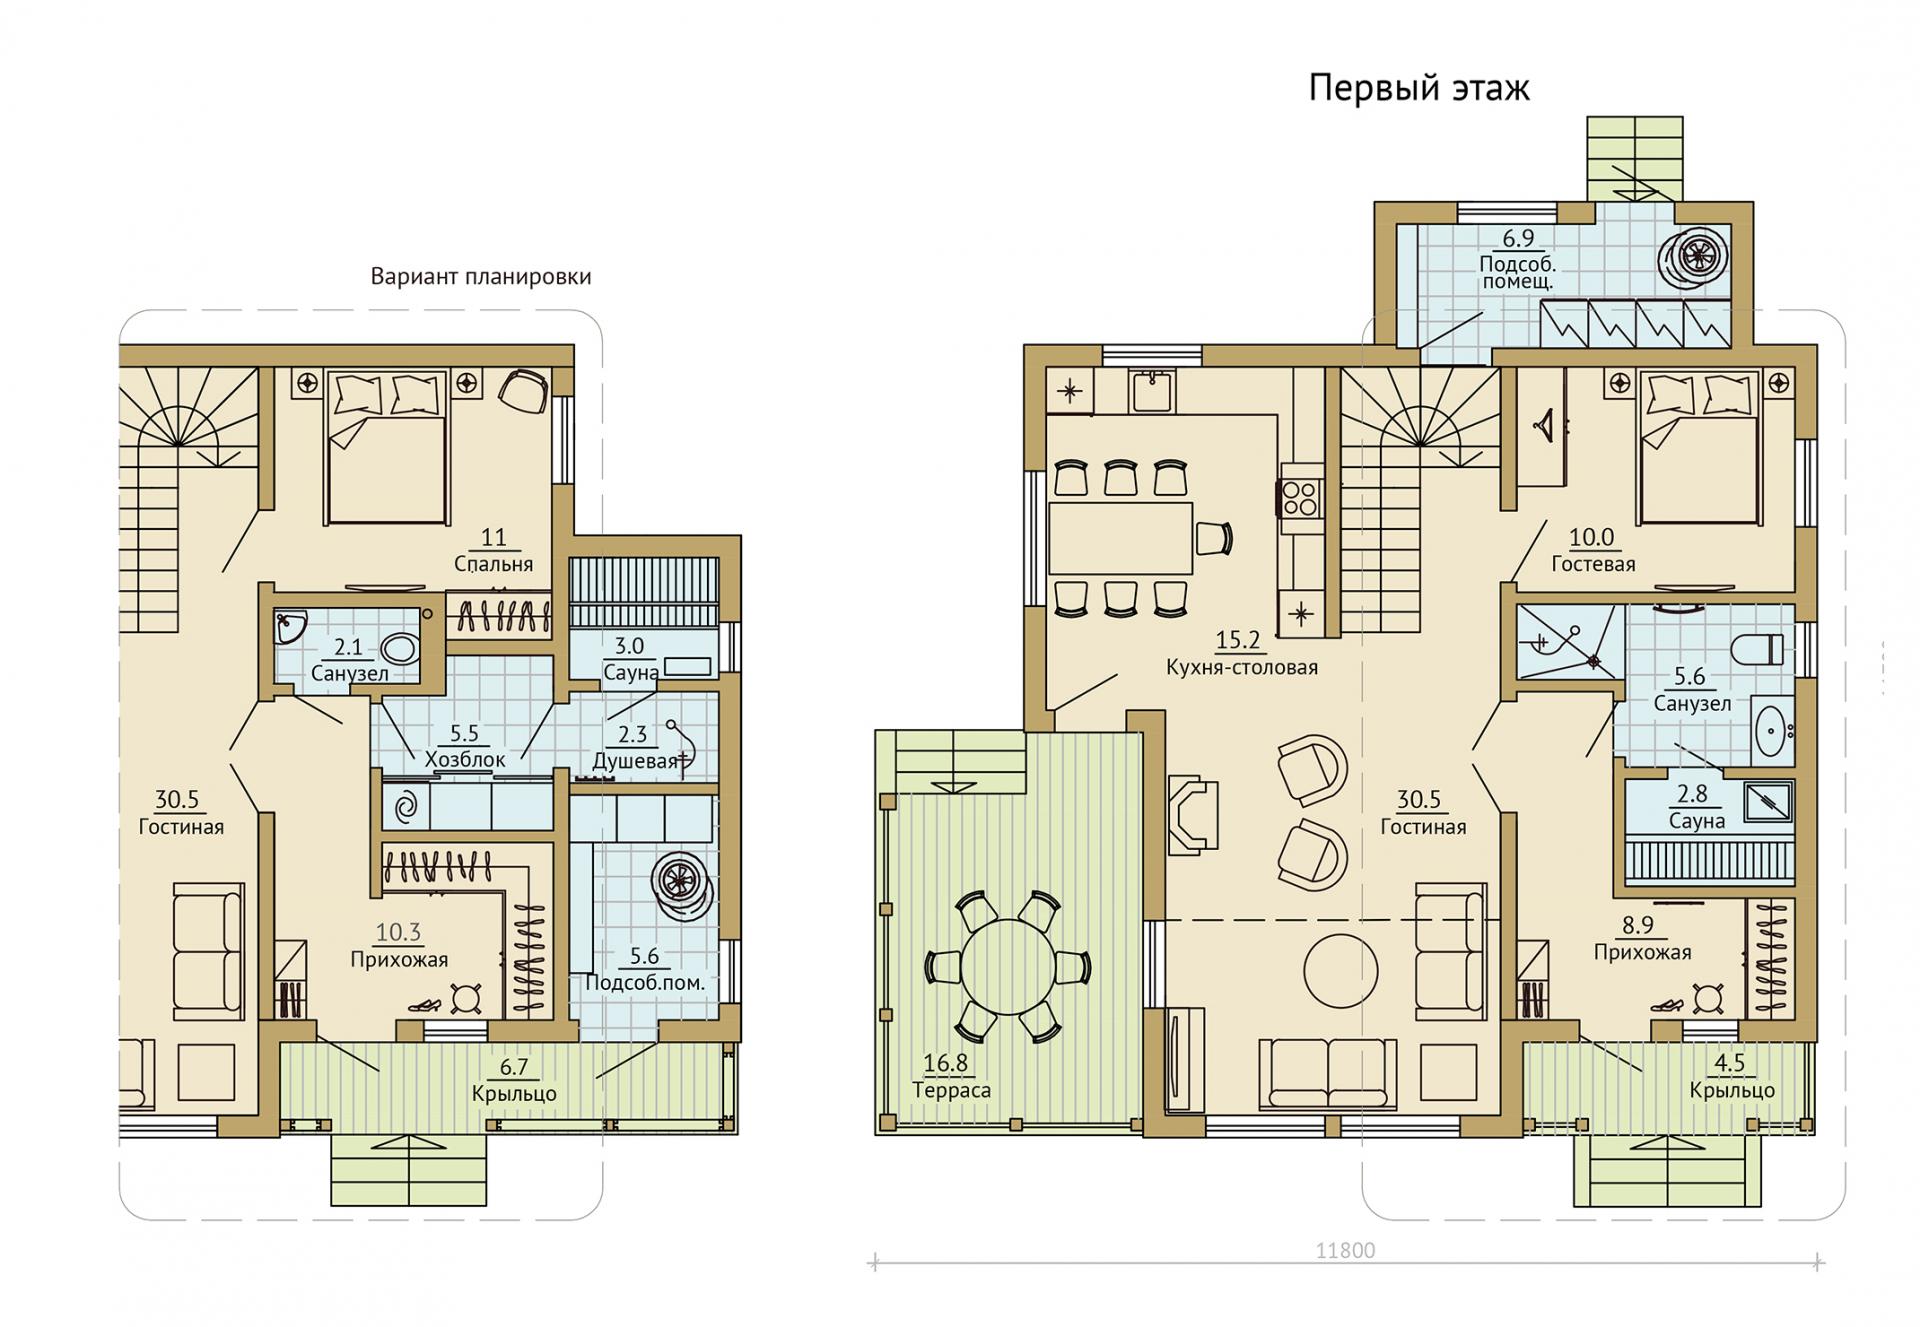 Первый этаж
Вариант планировки
11
Спальня
2.1
Санузел
3.0
Сауна
5.5
Хозблок
2.3
Душевая
30.5
Гостиная
10.3
Прихожая
5.6
Подсоб.пом.
6.7
Крыльцо
6.9
Подсоб.
помещ.
10.0
Гостевая
15.2
Кухня-столовая
5.6
Санузел
30.5
Гостиная
2.8
Сауна
8.9
Прихожая
16.8
Терраса
4.5
Крыльцо
11800